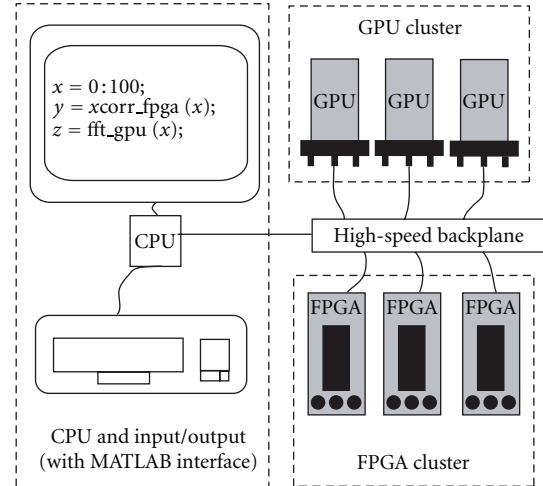 x = 0:100;
y = xcorr_fpga (x);
z = fft_gpu (x);
CPU
CPU and input/output
(with MATLAB interface)
GPU cluster
GPU
GPU
GPU
High-speed backplane
FPGA
FPGA
FPGA
FPGA cluster